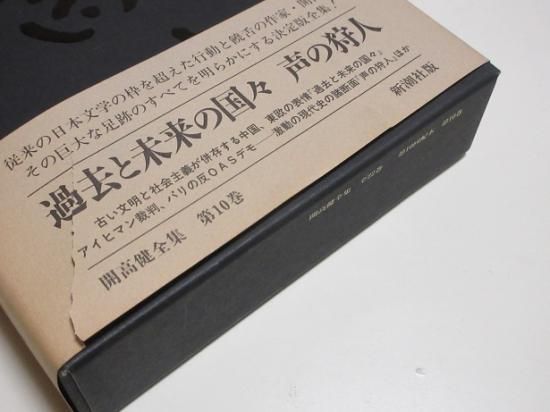 従来の日本文学の枠を超えた行動と饒舌の作家・開
その巨大な足跡のすべてを明らかにする決定版全集!
過去と未来の国々 声の狩人
古い文明と社会主義が併存する中国、東欧の表情『過去と未来の国々』
アイヒマン裁判、パリの反OASデモ――激動の現代史の鑑断面『声の狩人』ほか
開高健全集 第10巻
新潮社版